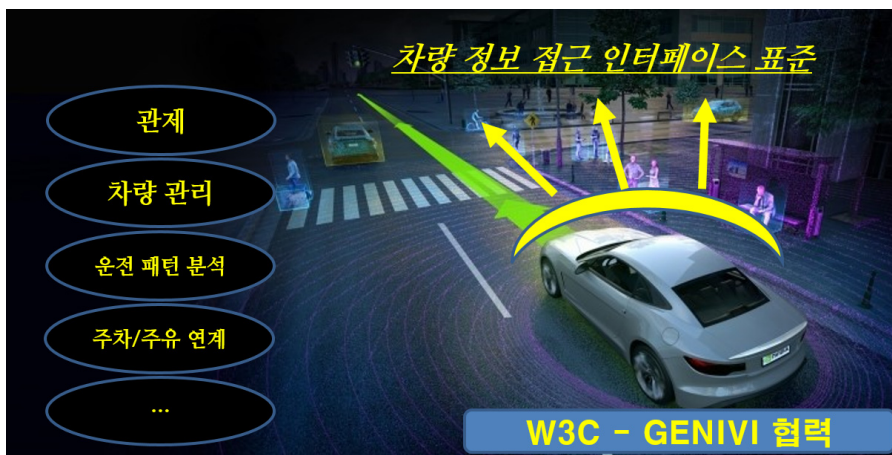 차량 정보 접근 인터페이스 표준
관제
차량 관리
운전 패턴 분석
주차/주유 연계
...
W3C - GENIVI 협력